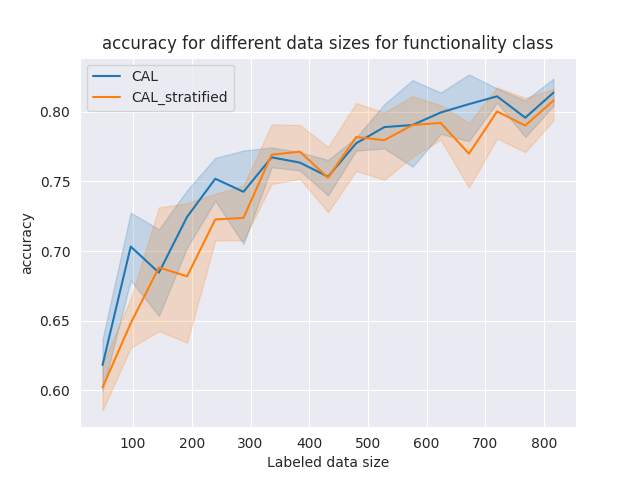 accuracy for different data sizes for functionality class
CAL
CAL_stratified
0.80
0.75
0.70
0.65
0.60
accuracy
100 200 300 400 500 600 700 800
Labeled data size